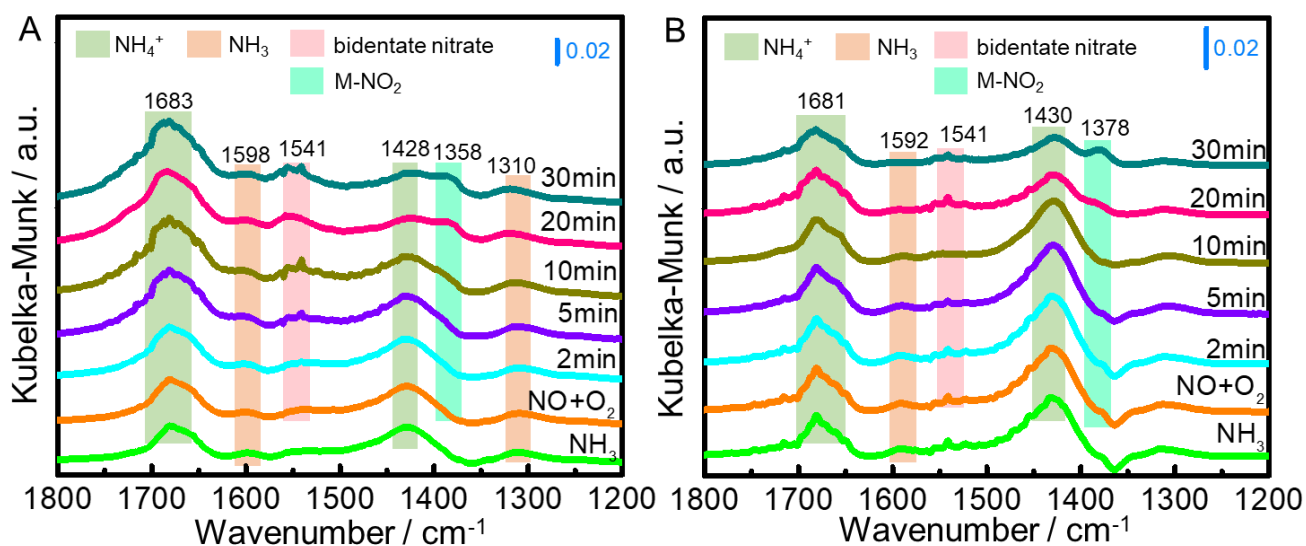 A
NH₄⁺
NH₃
bidentate nitrate
M-NO₂
0.02
1683
1598
1541
1428
1358
1310
30min
20min
10min
5min
2min
NO+O₂
NH₃
Kubelka-Munk / a.u.
1800 1700 1600 1500 1400 1300 1200
Wavenumber / cm⁻¹
B
NH₄⁺
NH₃
bidentate nitrate
M-NO₂
0.02
1681
1592
1541
1430
1378
30min
20min
10min
5min
2min
NO+O₂
NH₃
Kubelka-Munk / a.u.
1800 1700 1600 1500 1400 1300 1200
Wavenumber / cm⁻¹